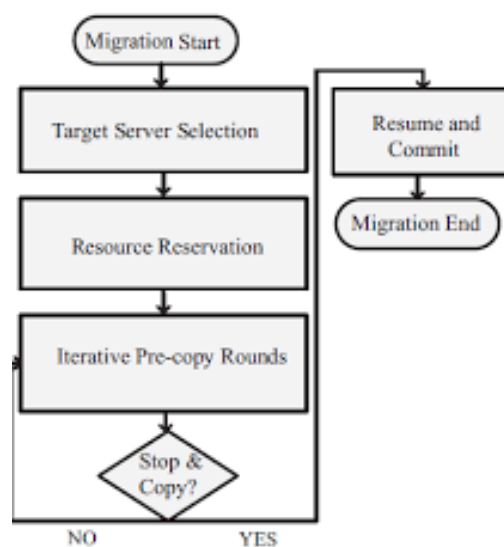 Migration Start
Target Server Selection
Resource Reservation
Iterative Pre-copy Rounds
Stop &
Copy?
NO
YES
Resume and
Commit
Migration End